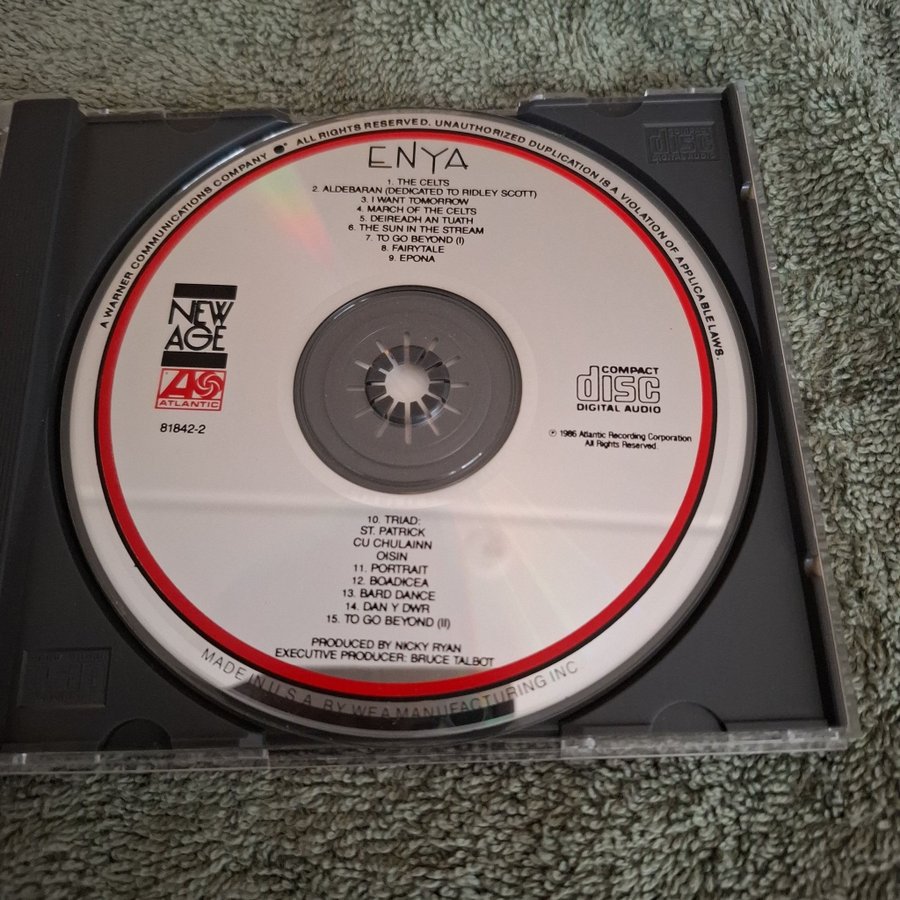 A WARNER COMMUNICATIONS COMPANY ALL RIGHTS RESERVED. UNAUTHORIZED DUPLICATION IS A VIOLATION OF APPLICABLE LAWS.
ENYA
1. THE CELTS
2. ALDEBARAN (DEDICATED TO RIDLEY SCOTT)
3. I WANT TOMORROW
4. MARCH OF THE CELTS
5. DEIREADH AN TUATH
6. THE SUN IN THE STREAM
7. TO GO BEYOND (I)
8. FAIRYTALE
9. EPONA
NEW
AGE
A
ATLANTIC
81842-2
COMPACT
disc
DIGITAL AUDIO
℗ 1986 Atlantic Recording Corporation
All Rights Reserved.
10. TRIAD:
ST. PATRICK
CU CHULAINN
OISIN
11. PORTRAIT
12. BOADICEA
13. BARD DANCE
14. DAN Y DWR
15. TO GO BEYOND (II)
PRODUCED BY NICKY RYAN
EXECUTIVE PRODUCER: BRUCE TALBOT
MADE IN U.S.A. BY WEA MANUFACTURING INC
COMPACT
disc
DIGITAL AUDIO